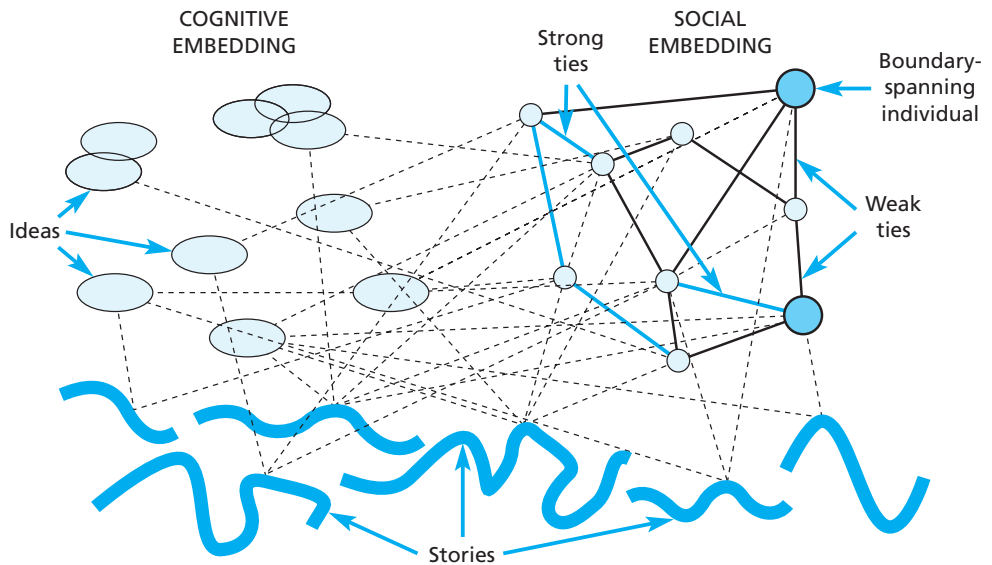 COGNITIVE
EMBEDDING
SOCIAL
EMBEDDING
Strong
ties
Boundary-
spanning
individual
Ideas
Weak
ties
Stories